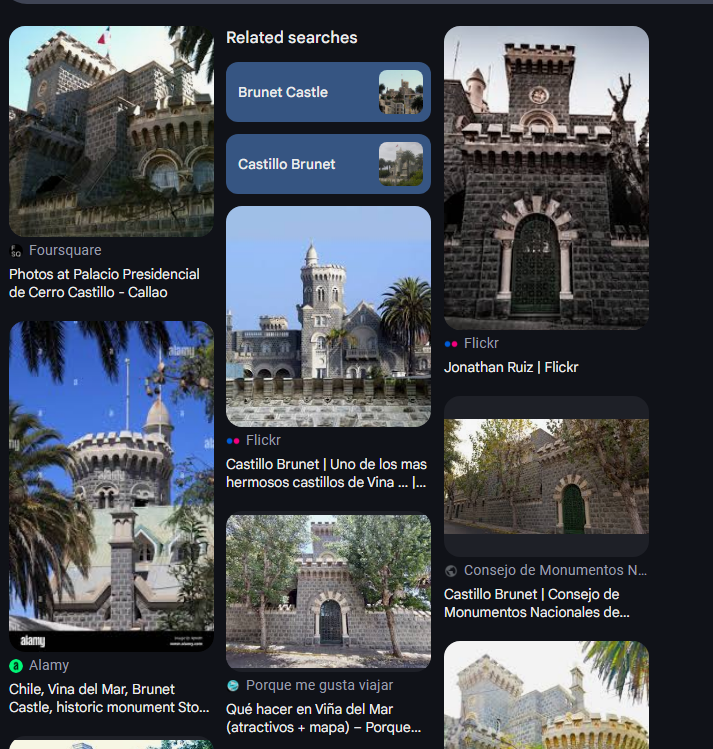 Foursquare
Photos at Palacio Presidencial
de Cerro Castillo - Callao
alamy
alamy
Alamy
Chile, Vina del Mar, Brunet
Castle, historic monument Sto...
Related searches
Brunet Castle
Castillo Brunet
Flickr
Castillo Brunet | Uno de los mas
hermosos castillos de Vina ... |...
Porque me gusta viajar
Qué hacer en Viña del Mar
(atractivos + mapa) – Porque...
Flickr
Jonathan Ruiz | Flickr
Consejo de Monumentos N...
Castillo Brunet | Consejo de
Monumentos Nacionales de...